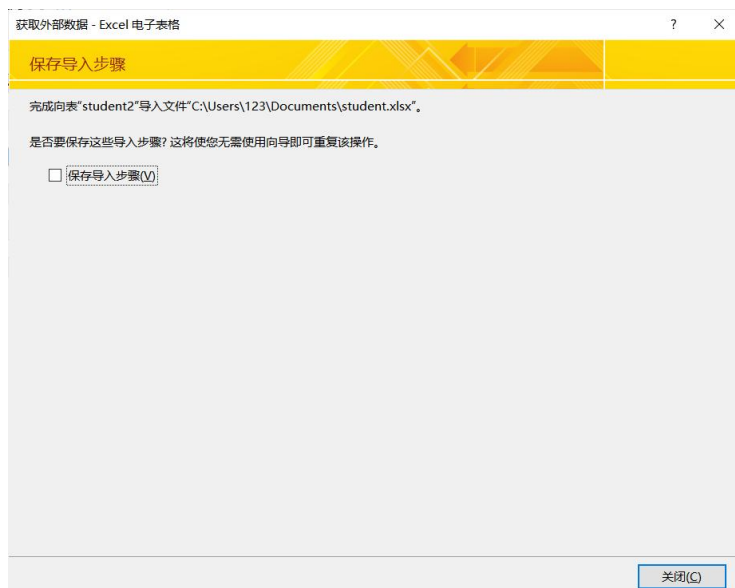 获取外部数据 - Excel 电子表格
保存导入步骤
完成向表“student2”导入文件“C:\Users\123\Documents\student.xlsx”。
是否要保存这些导入步骤? 这将使您无需使用向导即可重复该操作。
保存导入步骤(V)
关闭(C)